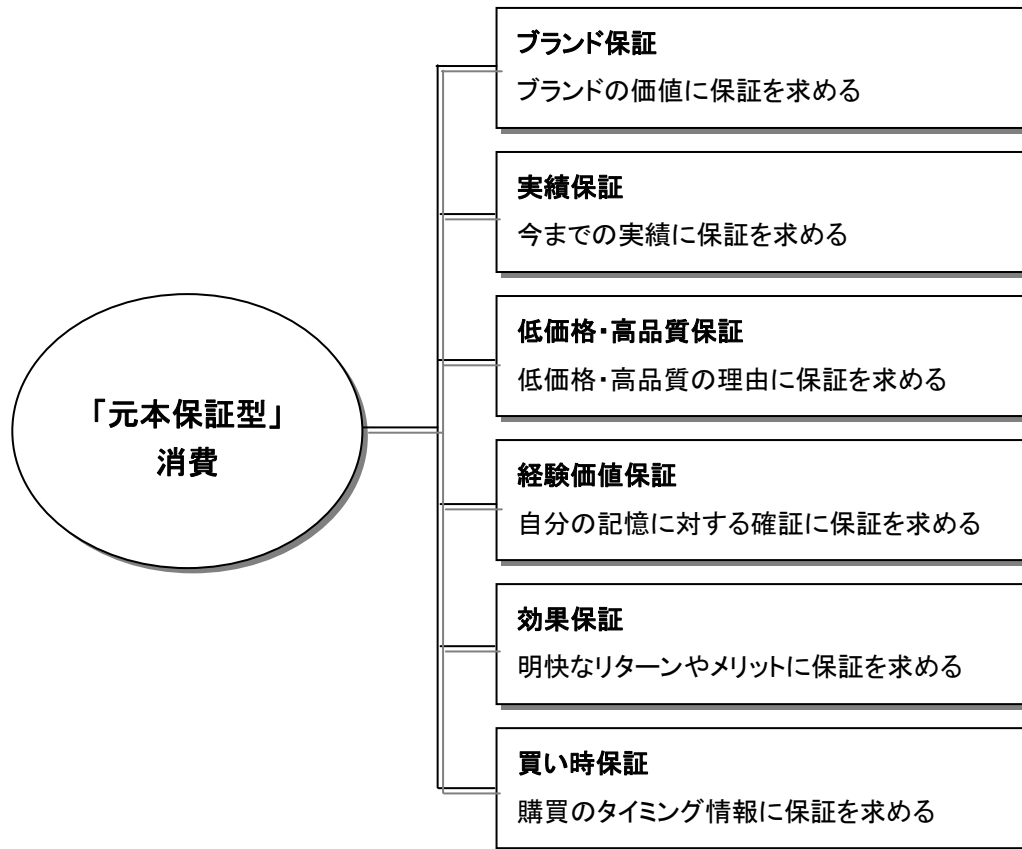 ブランド保証
ブランドの価値に保証を求める
実績保証
今までの実績に保証を求める
低価格・高品質保証
低価格・高品質の理由に保証を求める
「元本保証型」
消費
経験価値保証
自分の記憶に対する確証に保証を求める
効果保証
明快なリターンやメリットに保証を求める
買い時保証
購買のタイミング情報に保証を求める